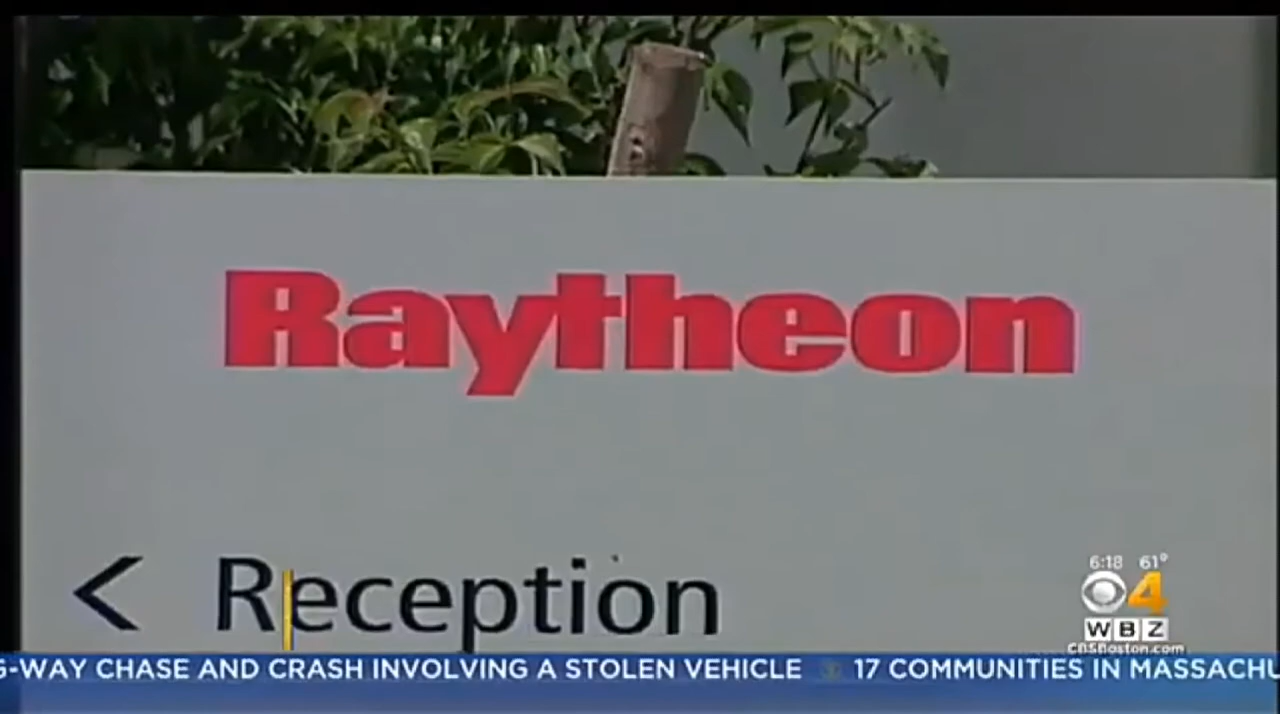 Raytheon
< Reception
6:18 61°
4
WBZ
CBSBoston.com
G-WAY CHASE AND CRASH INVOLVING A STOLEN VEHICLE 17 COMMUNITIES IN MASSACHU